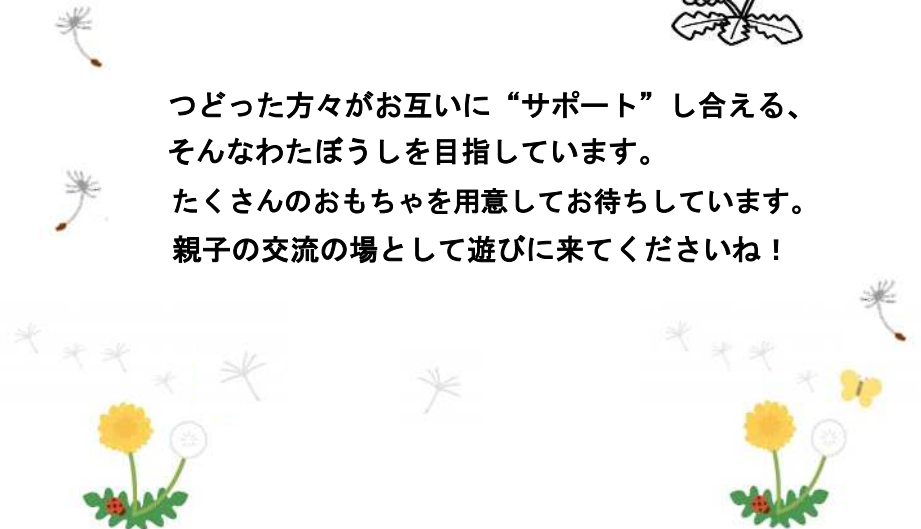 つどった方々がお互いに“サポート”し合える、
そんなわたぼうしを目指しています。
たくさんのおもちゃを用意してお待ちしています。
親子の交流の場として遊びに来てくださいね！